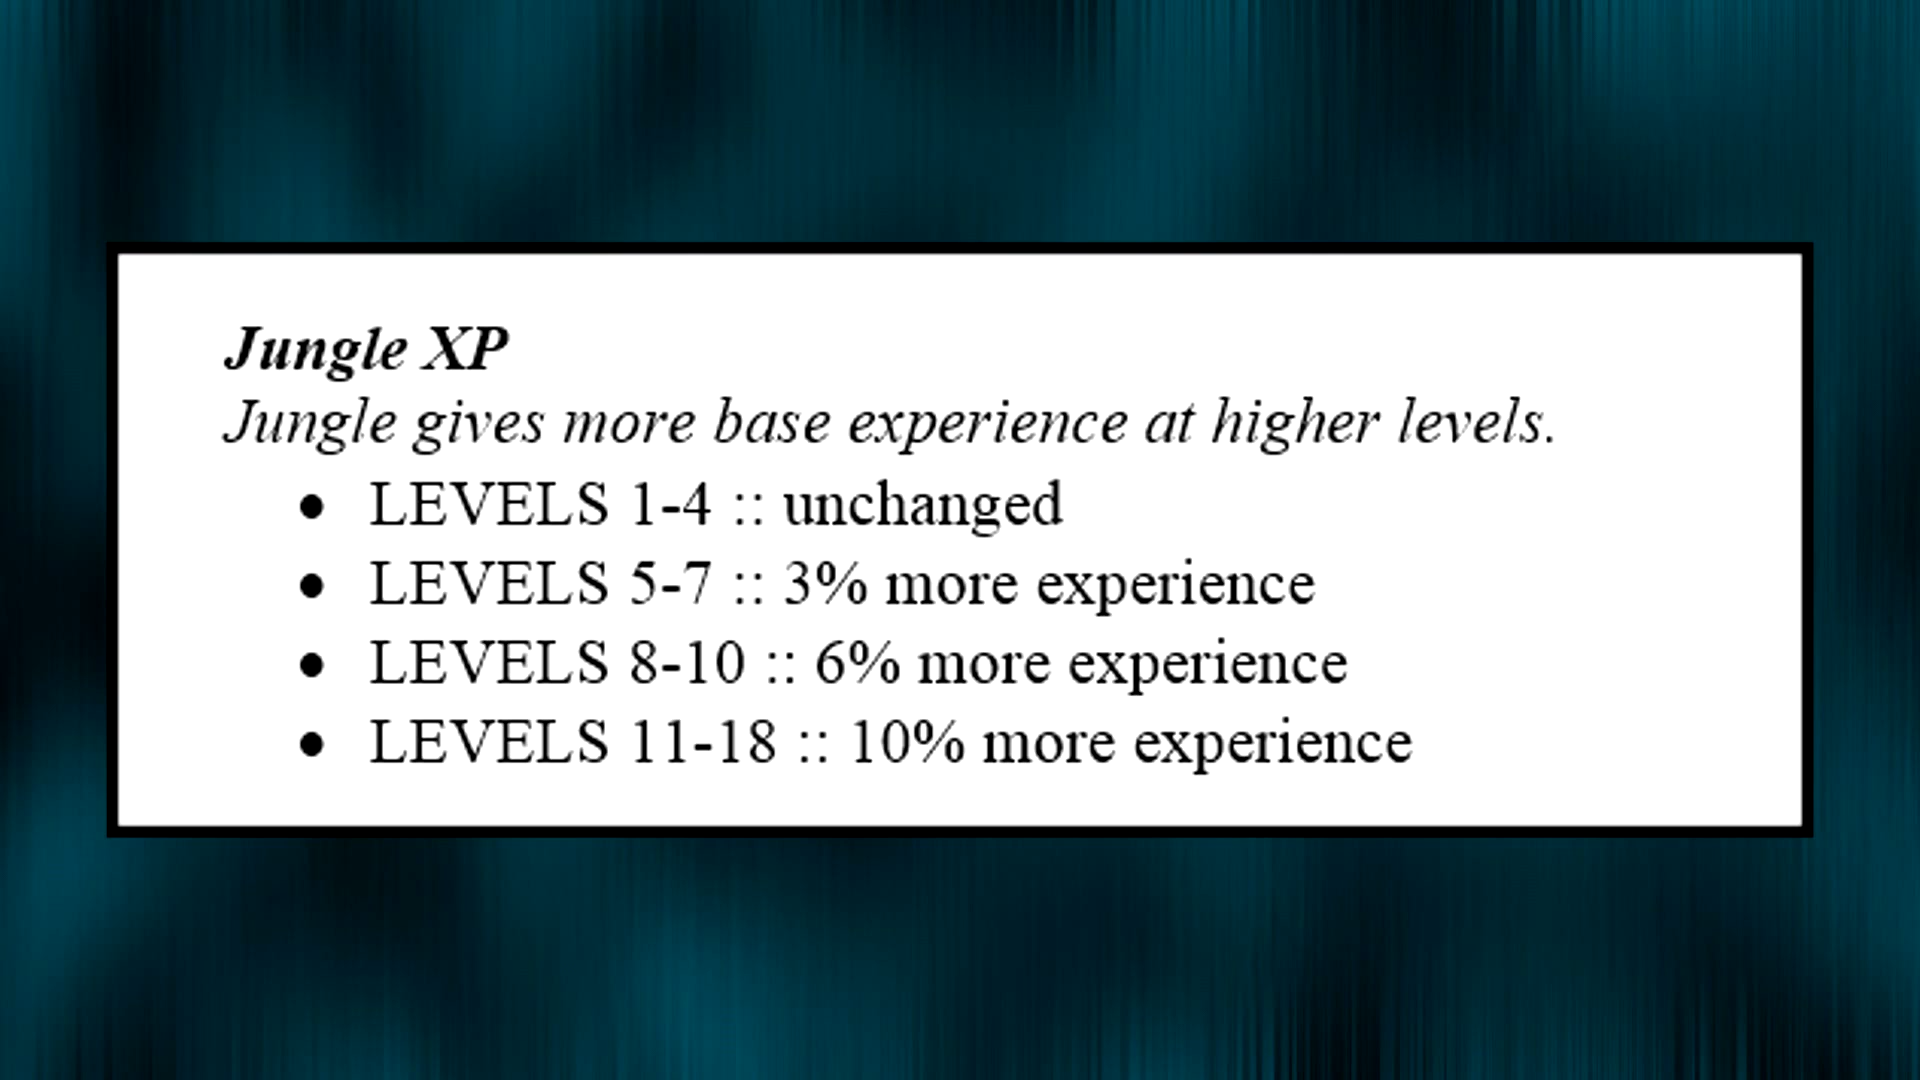 Jungle XP
Jungle gives more base experience at higher levels.
● LEVELS 1-4 :: unchanged
● LEVELS 5-7 :: 3% more experience
● LEVELS 8-10 :: 6% more experience
● LEVELS 11-18 :: 10% more experience